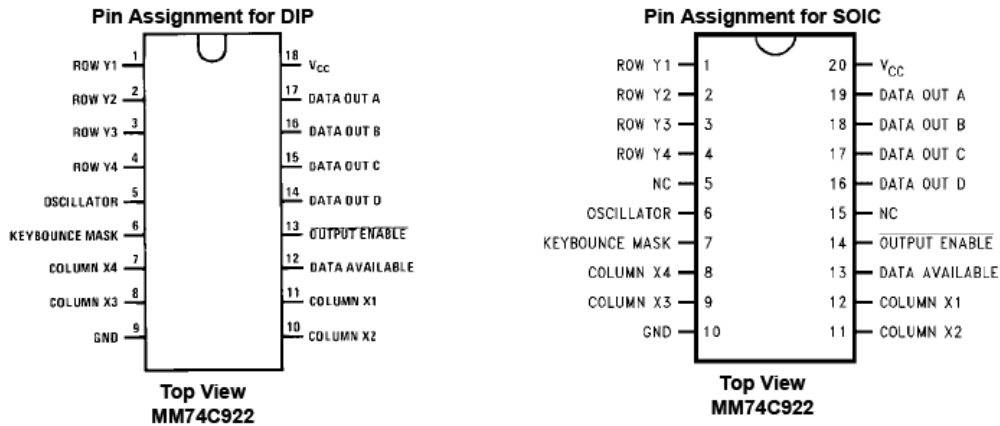 Pin Assignment for DIP
ROW Y1 1
ROW Y2 2
ROW Y3 3
ROW Y4 4
OSCILLATOR 5
KEYBOUNCE MASK 6
COLUMN X4 7
COLUMN X3 8
GND 9
18 VCC
17 DATA OUT A
16 DATA OUT B
15 DATA OUT C
14 DATA OUT D
13 OUTPUT ENABLE
12 DATA AVAILABLE
11 COLUMN X1
10 COLUMN X2
Top View
MM74C922
Pin Assignment for SOIC
ROW Y1 1
ROW Y2 2
ROW Y3 3
ROW Y4 4
NC 5
OSCILLATOR 6
KEYBOUNCE MASK 7
COLUMN X4 8
COLUMN X3 9
GND 10
20 VCC
19 DATA OUT A
18 DATA OUT B
17 DATA OUT C
16 DATA OUT D
15 NC
14 OUTPUT ENABLE
13 DATA AVAILABLE
12 COLUMN X1
11 COLUMN X2
Top View
MM74C922